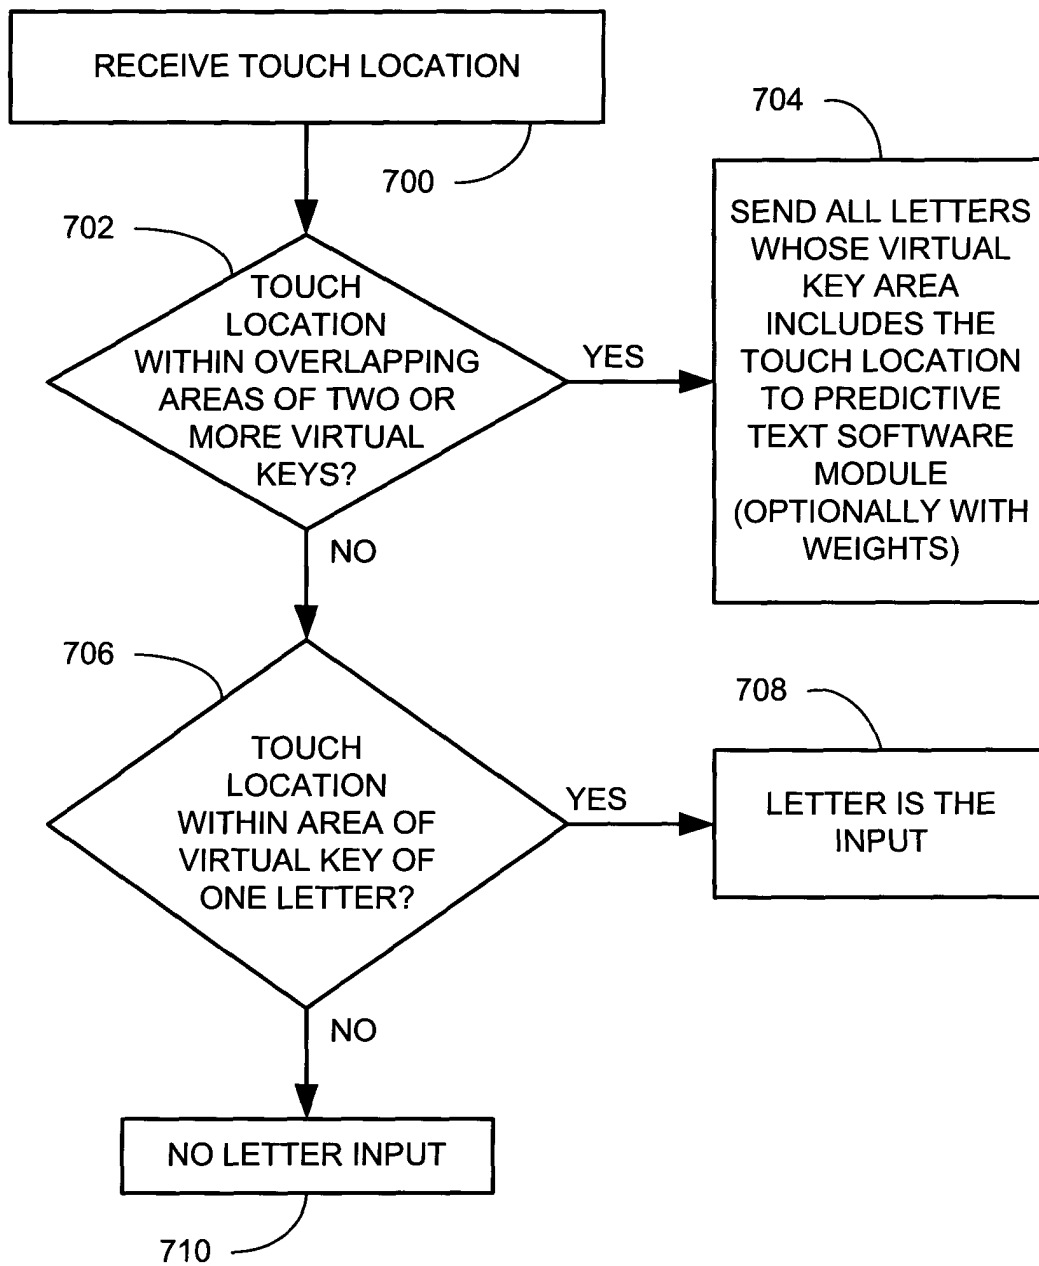 RECEIVE TOUCH LOCATION
700
702
TOUCH
LOCATION
WITHIN OVERLAPPING
AREAS OF TWO OR
MORE VIRTUAL
KEYS?
YES
704
SEND ALL LETTERS
WHOSE VIRTUAL
KEY AREA
INCLUDES THE
TOUCH LOCATION
TO PREDICTIVE
TEXT SOFTWARE
MODULE
(OPTIONALLY WITH
WEIGHTS)
NO
706
TOUCH
LOCATION
WITHIN AREA OF
VIRTUAL KEY OF
ONE LETTER?
YES
708
LETTER IS THE
INPUT
NO
NO LETTER INPUT
710